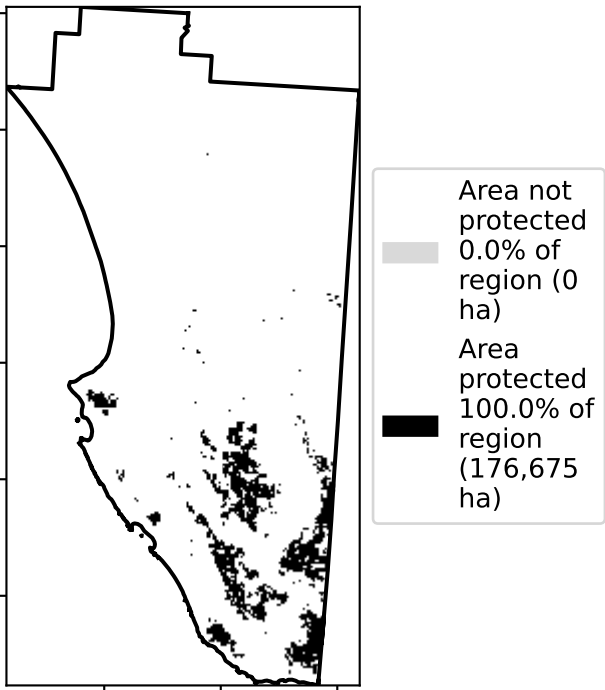 Area not
protected
0.0% of
region (0
ha)
Area
protected
100.0% of
region
(176,675
ha)